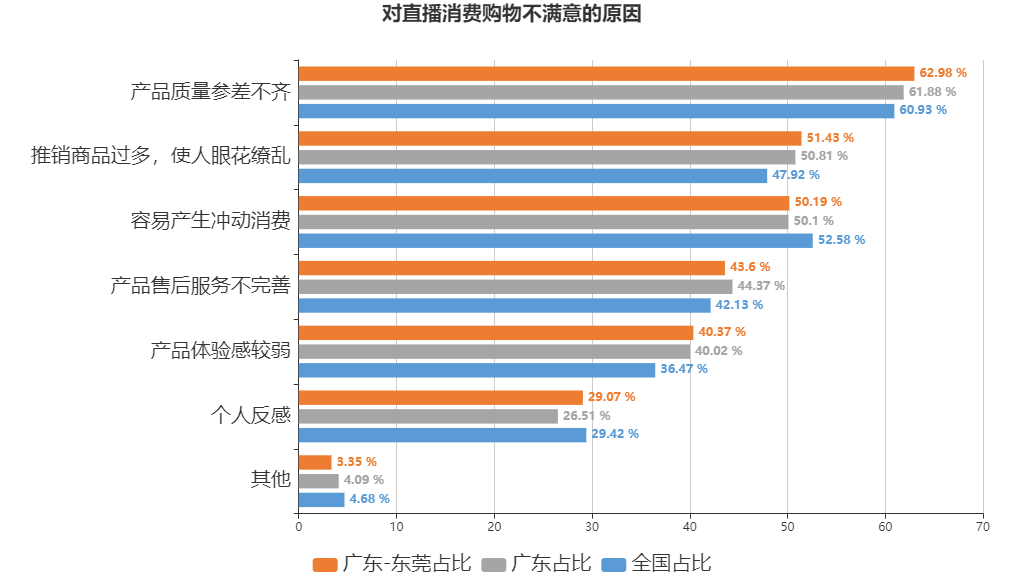 对直播消费购物不满意的原因
产品质量参差不齐
62.98 %
61.88 %
60.93 %
推销商品过多，使人眼花缭乱
51.43 %
50.81 %
47.92 %
容易产生冲动消费
50.19 %
50.1 %
52.58 %
产品售后服务不完善
43.6 %
44.37 %
42.13 %
产品体验感较弱
40.37 %
40.02 %
36.47 %
个人反感
29.07 %
26.51 %
29.42 %
其他
3.35 %
4.09 %
4.68 %
0 10 20 30 40 50 60 70
广东-东莞占比 广东占比 全国占比